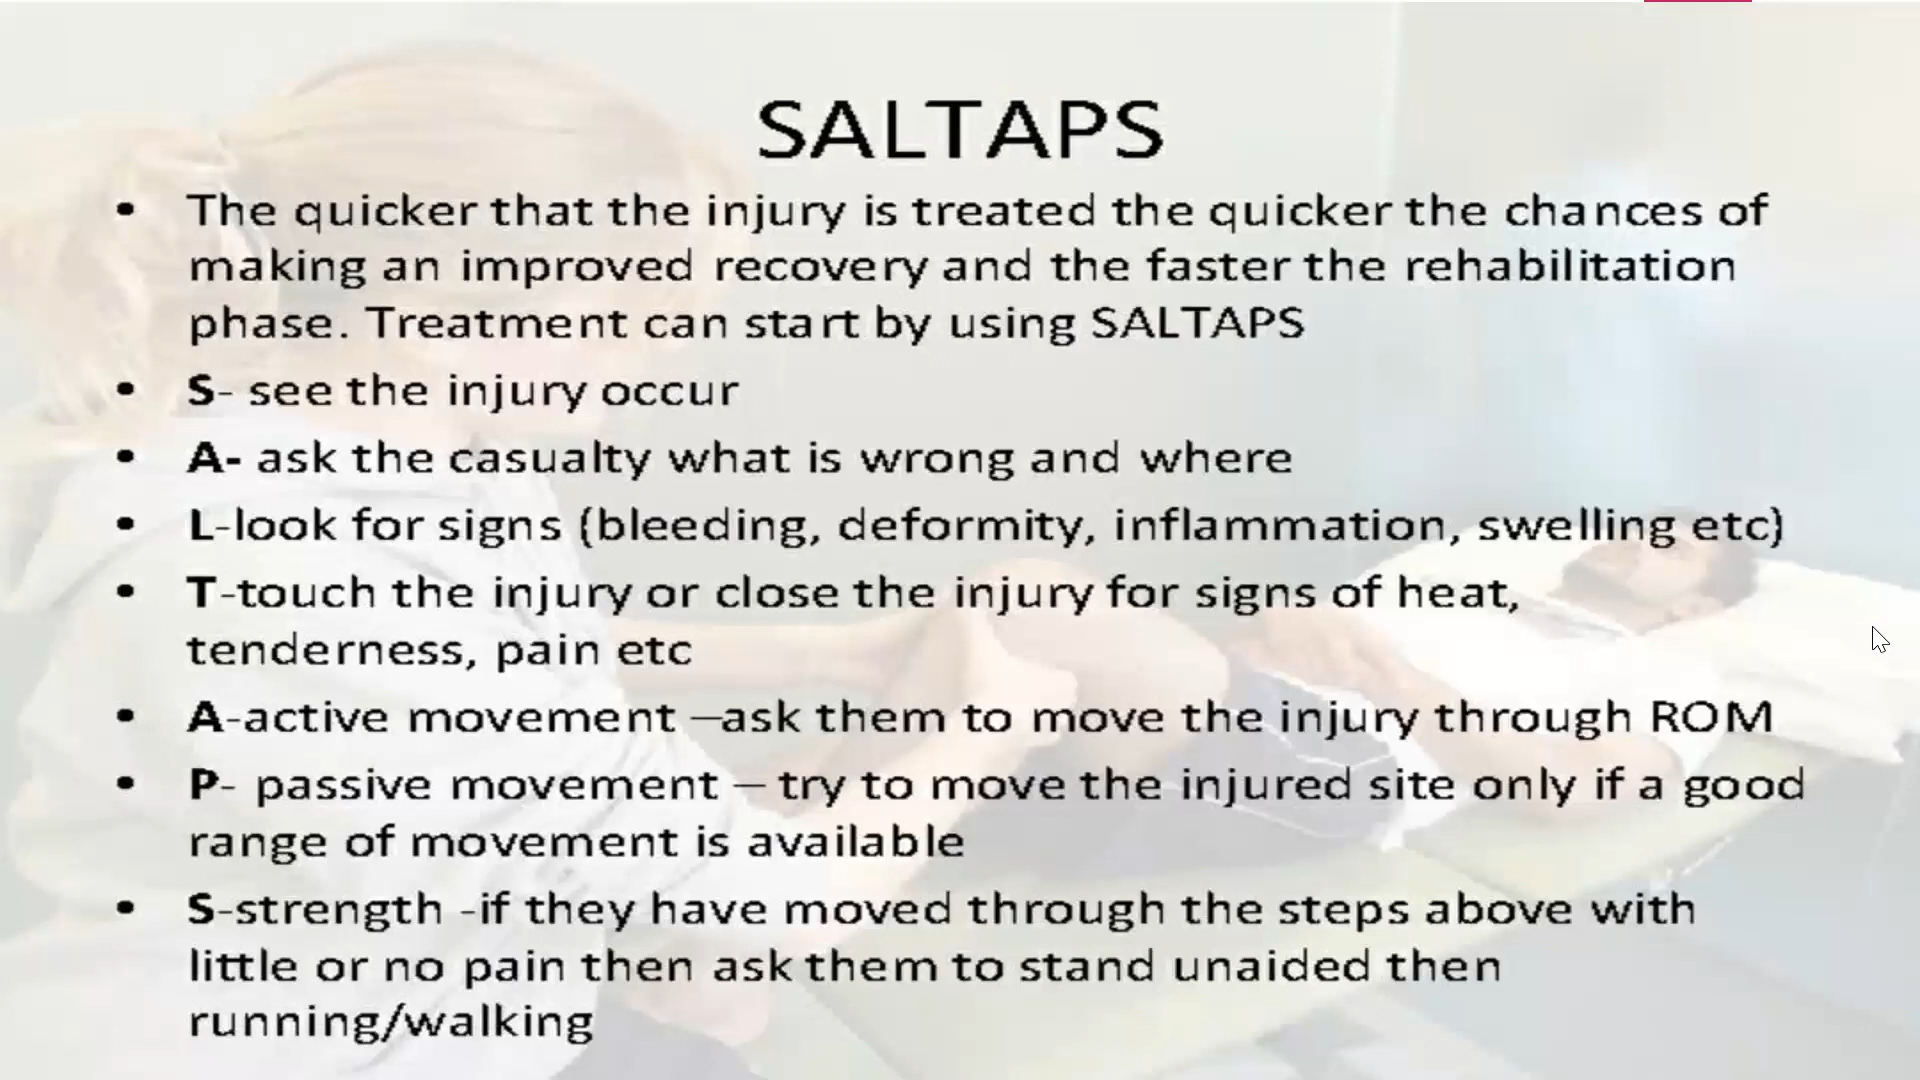 SALTAPS
• The quicker that the injury is treated the quicker the chances of
making an improved recovery and the faster the rehabilitation
phase. Treatment can start by using SALTAPS
• S- see the injury occur
• A- ask the casualty what is wrong and where
• L-look for signs (bleeding, deformity, inflammation, swelling etc)
• T-touch the injury or close the injury for signs of heat,
tenderness, pain etc
• A-active movement –ask them to move the injury through ROM
• P- passive movement – try to move the injured site only if a good
range of movement is available
• S-strength -if they have moved through the steps above with
little or no pain then ask them to stand unaided then
running/walking